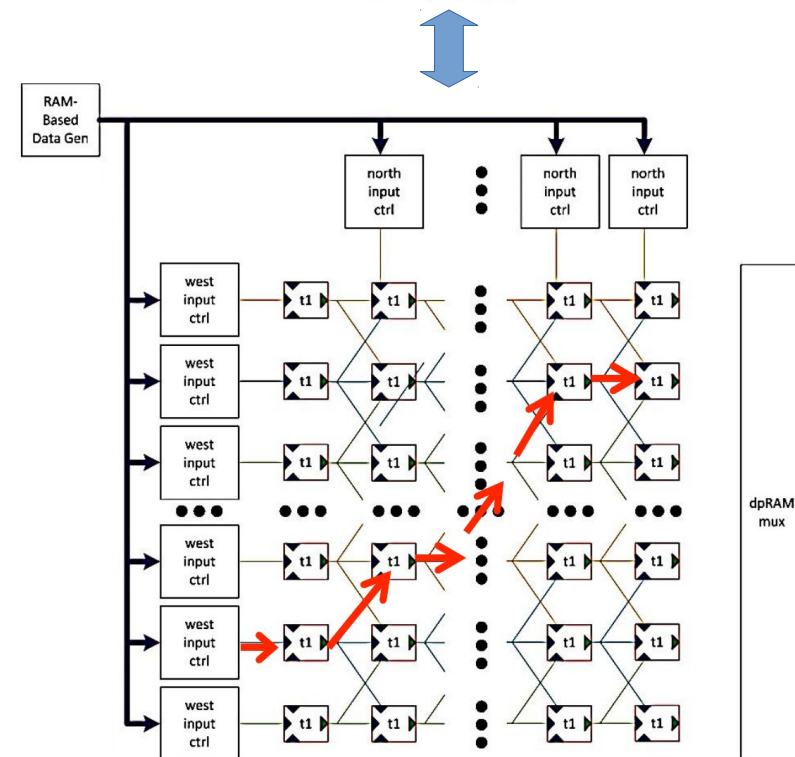 RAM-
Based
Data Gen
north
input
ctrl
north
input
ctrl
north
input
ctrl
west
input
ctrl
t1
t1
t1
t1
west
input
ctrl
t1
t1
t1
t1
west
input
ctrl
t1
t1
t1
t1
dpRAM
mux
west
input
ctrl
t1
t1
t1
t1
west
input
ctrl
t1
t1
t1
t1
west
input
ctrl
t1
t1
t1
t1